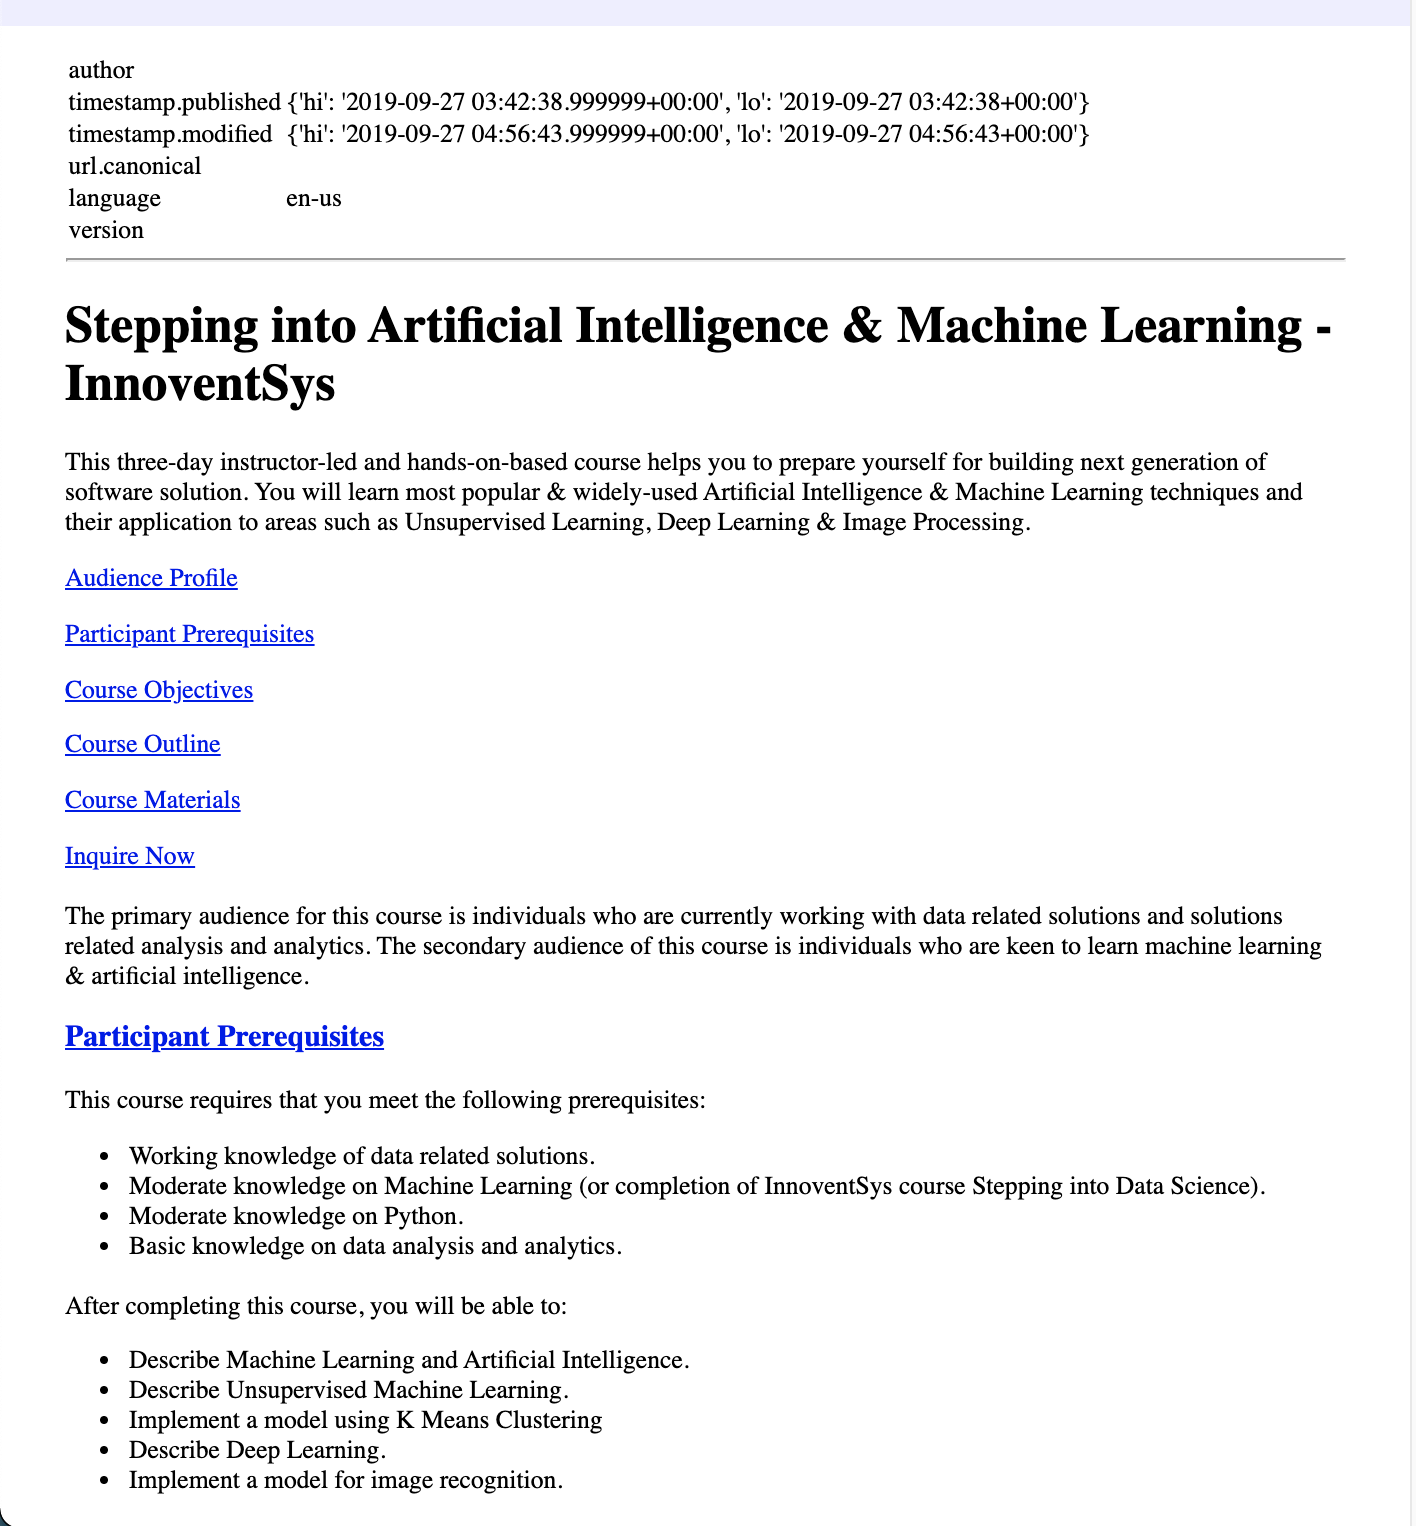 author
timestamp.published {'hi': '2019-09-27 03:42:38.999999+00:00', 'lo': '2019-09-27 03:42:38+00:00'}
timestamp.modified {'hi': '2019-09-27 04:56:43.999999+00:00', 'lo': '2019-09-27 04:56:43+00:00'}
url.canonical
language en-us
version
Stepping into Artificial Intelligence & Machine Learning -
InnoventSys
This three-day instructor-led and hands-on-based course helps you to prepare yourself for building next generation of
software solution. You will learn most popular & widely-used Artificial Intelligence & Machine Learning techniques and
their application to areas such as Unsupervised Learning, Deep Learning & Image Processing.
Audience Profile
Participant Prerequisites
Course Objectives
Course Outline
Course Materials
Inquire Now
The primary audience for this course is individuals who are currently working with data related solutions and solutions
related analysis and analytics. The secondary audience of this course is individuals who are keen to learn machine learning
& artificial intelligence.
Participant Prerequisites
This course requires that you meet the following prerequisites:
• Working knowledge of data related solutions.
• Moderate knowledge on Machine Learning (or completion of InnoventSys course Stepping into Data Science).
• Moderate knowledge on Python.
• Basic knowledge on data analysis and analytics.
After completing this course, you will be able to:
• Describe Machine Learning and Artificial Intelligence.
• Describe Unsupervised Machine Learning.
• Implement a model using K Means Clustering
• Describe Deep Learning.
• Implement a model for image recognition.